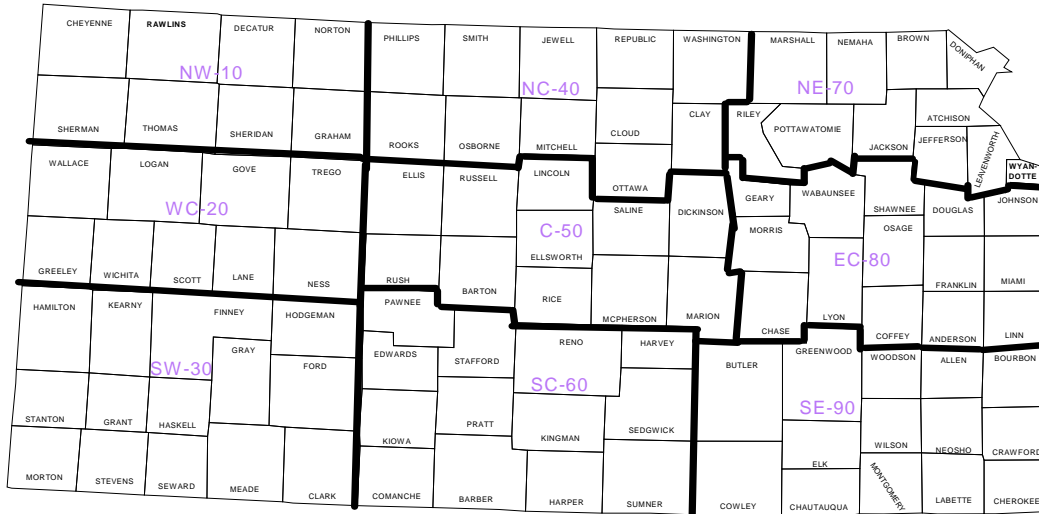 CHEYENNE
RAWLINS
DECATUR
NORTON
PHILLIPS
SMITH
JEWELL
REPUBLIC
WASHINGTON
MARSHALL
NEMAHA
BROWN
DONIPHAN
NW-10
NC-40
NE-70
SHERMAN
THOMAS
SHERIDAN
GRAHAM
ROOKS
OSBORNE
MITCHELL
CLOUD
CLAY
RILEY
POTTAWATOMIE
JACKSON
ATCHISON
JEFFERSON
LEAVENWORTH
WYAN-
DOTTE
WALLACE
LOGAN
GOVE
TREGO
ELLIS
RUSSELL
LINCOLN
OTTAWA
SALINE
DICKINSON
GEARY
WABAUNSEE
SHAWNEE
DOUGLAS
JOHNSON
WC-20
C-50
MORRIS
OSAGE
EC-80
GREELEY
WICHITA
SCOTT
LANE
NESS
RUSH
BARTON
ELLSWORTH
RICE
MCPHERSON
MARION
CHASE
LYON
COFFEY
FRANKLIN
MIAMI
ANDERSON
LINN
HAMILTON
KEARNY
FINNEY
HODGEMAN
PAWNEE
GRAY
FORD
EDWARDS
STAFFORD
RENO
HARVEY
BUTLER
GREENWOOD
WOODSON
ALLEN
BOURBON
SW-30
SC-60
SE-90
STANTON
GRANT
HASKELL
KIOWA
PRATT
KINGMAN
SEDGWICK
ELK
WILSON
NEOSHO
CRAWFORD
MORTON
STEVENS
SEWARD
MEADE
CLARK
COMANCHE
BARBER
HARPER
SUMNER
COWLEY
CHAUTAUQUA
MONTGOMERY
LABETTE
CHEROKEE